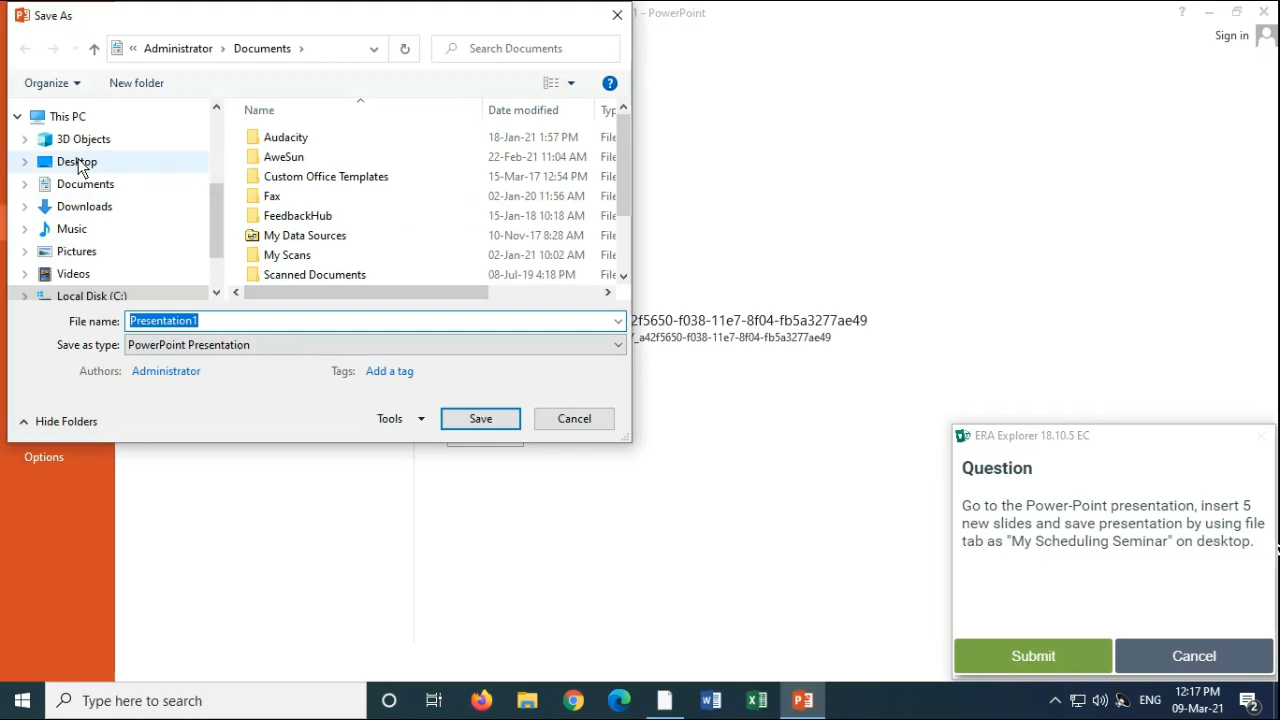 Save As
1 - PowerPoint
?
Sign in
« Administrator › Documents ›
Search Documents
Organize
New folder
This PC
3D Objects
Desktop
Documents
Downloads
Music
Pictures
Videos
Local Disk (C:)
Name Date modified Typ
Audacity 18-Jan-21 1:57 PM File
AweSun 22-Feb-21 11:04 AM File
Custom Office Templates 15-Mar-17 12:54 PM File
Fax 02-Jan-20 11:56 AM File
FeedbackHub 15-Jan-18 10:18 AM File
My Data Sources 10-Nov-17 8:28 AM File
My Scans 02-Jan-21 10:02 AM File
Scanned Documents 08-Jul-19 4:18 PM File
File name: Presentation1
Save as type: PowerPoint Presentation
Authors: Administrator Tags: Add a tag
Hide Folders
Tools
Save
Cancel
2f5650-f038-11e7-8f04-fb5a3277ae49
7_a42f5650-f038-11e7-8f04-fb5a3277ae49
Options
ERA Explorer 18.10.5 EC
Question
Go to the Power-Point presentation, insert 5
new slides and save presentation by using file
tab as "My Scheduling Seminar" on desktop.
Submit
Cancel
Type here to search
ENG
12:17 PM
09-Mar-21
2